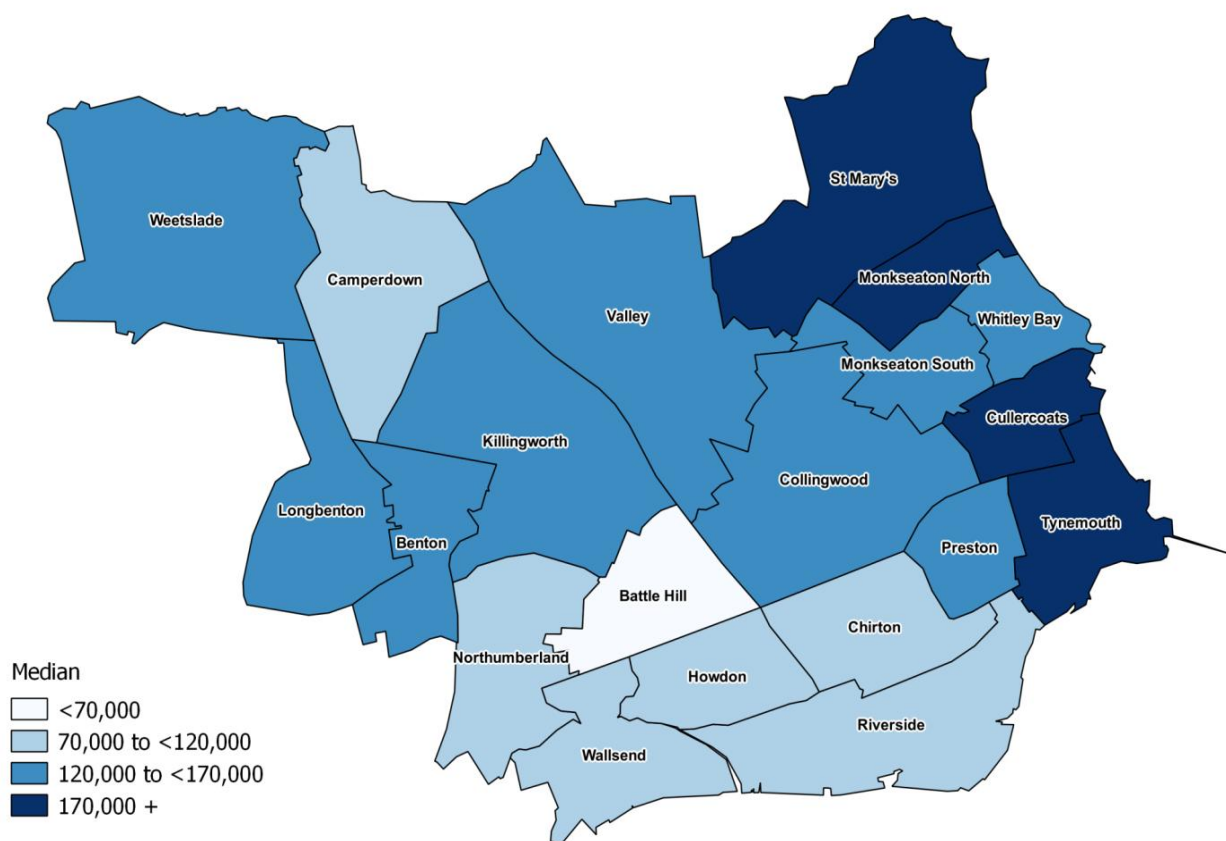 St Mary's
Weetslade
Camperdown
Monkseaton North
Valley
Whitley Bay
Monkseaton South
Cullercoats
Killingworth
Collingwood
Longbenton
Tynemouth
Benton
Preston
Battle Hill
Chirton
Northumberland
Howdon
Riverside
Wallsend
Median
<70,000
70,000 to <120,000
120,000 to <170,000
170,000 +